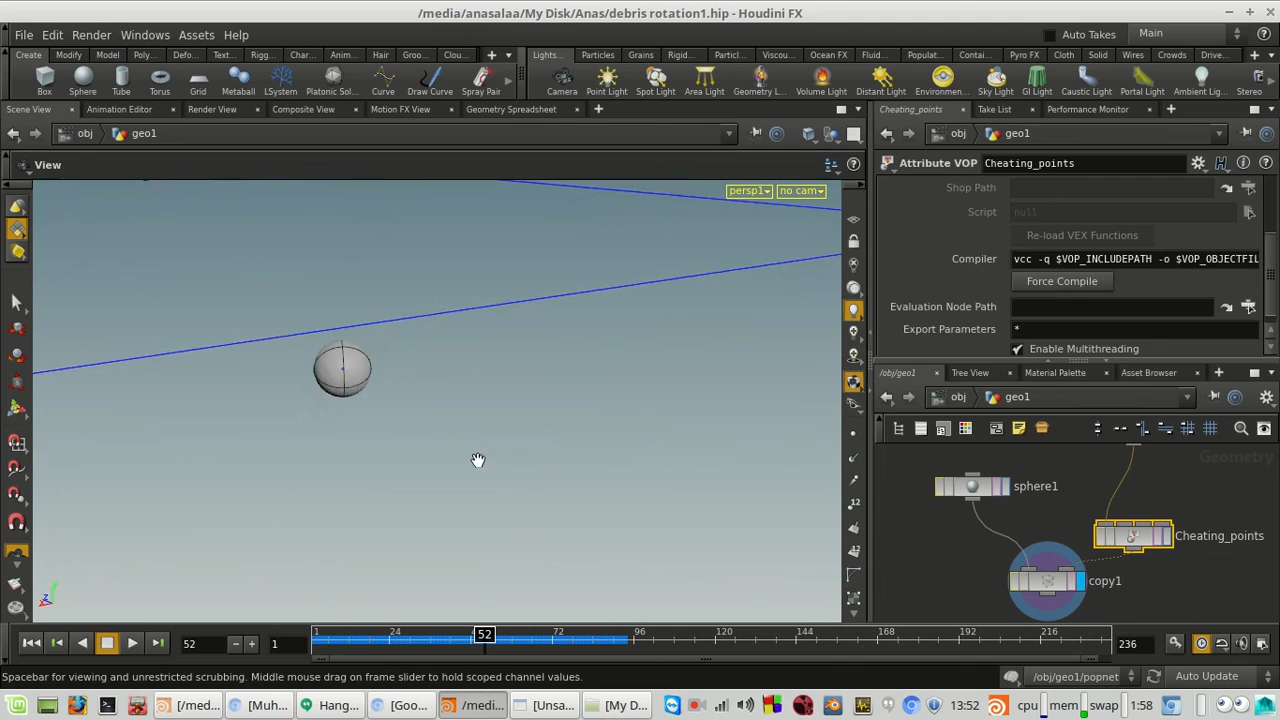 /media/anasalaa/My Disk/Anas/debris rotation1.hip - Houdini FX
File Edit Render Windows Assets Help
Auto Takes Main
Create Modify Mod... Poly... Defo... Text... Rigg... Char... Anim... Hair Groo... Clou...
Lights... Particles Grains Rigid... Particl... Viscou... Ocean FX Fluid... Populat... Contai... Pyro FX Cloth Solid Wires Crowds Drive...
Box Sphere Tube Torus Grid Metaball LSystem Platonic Sol... Curve Draw Curve Spray Pair
Camera Point Light Spot Light Area Light Geometry L... Volume Light Distant Light Environmen... Sky Light GI Light Caustic Light Portal Light Ambient Lig... Stereo
Scene View Animation Editor Render View Composite View Motion FX View Geometry Spreadsheet
Cheating_points Take List Performance Monitor
obj geo1
obj geo1
View
Attribute VOP Cheating_points
persp1 no cam
Shop Path
Script null
Re-load VEX Functions
Compiler vcc -q $VOP_INCLUDEPATH -o $VOP_OBJECTFIL
Force Compile
Evaluation Node Path
Export Parameters *
Enable Multithreading
/obj/geo1 Tree View Material Palette Asset Browser
obj geo1
Geometry
sphere1
Cheating_points
copy1
52 1
1 24 52 72 96 120 144 168 192 216
236
Spacebar for viewing and unrestricted scrubbing. Middle mouse drag on frame slider to hold scoped channel values.
/obj/geo1/popnet Auto Update
[/med... [Muh... Hang... [Goo... /medi... [Unsa... [My D...
13:52 cpu mem swap 1:58